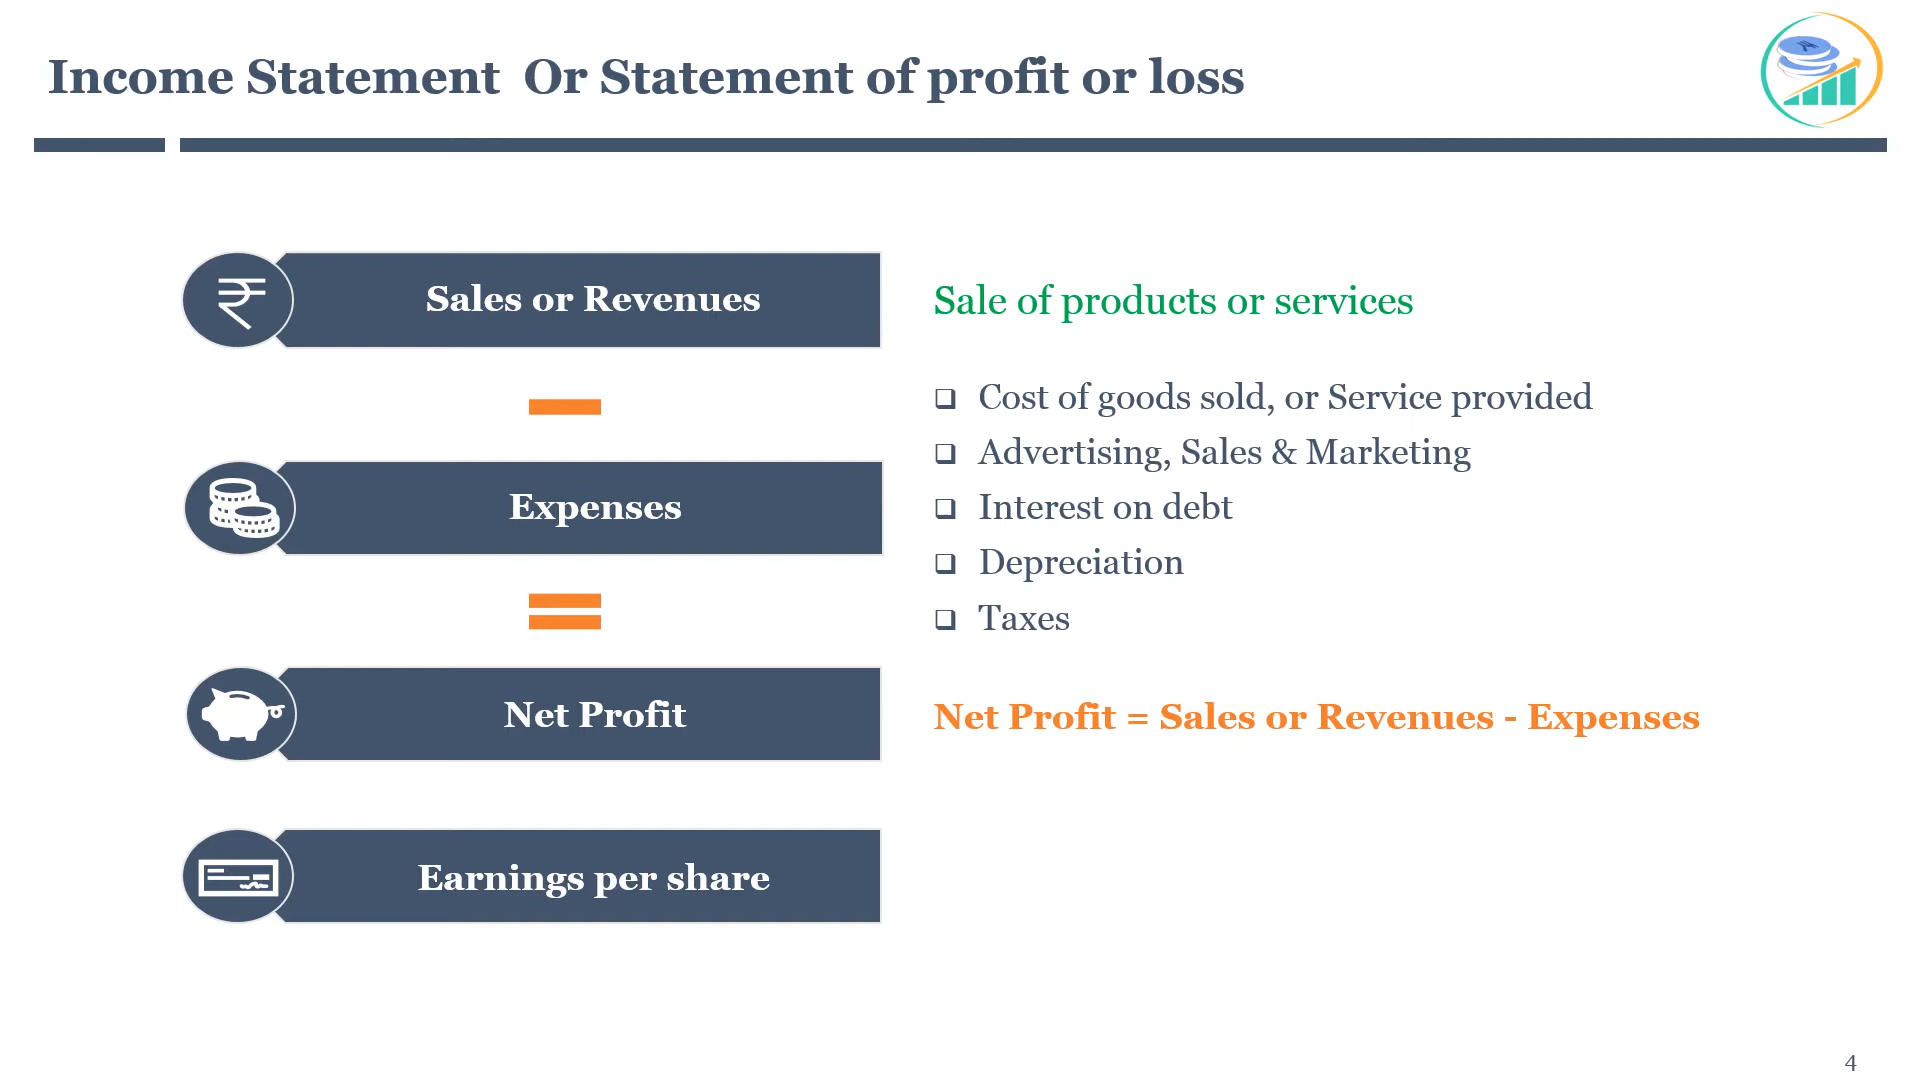 Income Statement  Or Statement of profit or loss
₹
Sales or Revenues
Sale of products or services
❑ Cost of goods sold, or Service provided
❑ Advertising, Sales & Marketing
Expenses
❑ Interest on debt
❑ Depreciation
❑ Taxes
Net Profit
Net Profit = Sales or Revenues - Expenses
Earnings per share
4